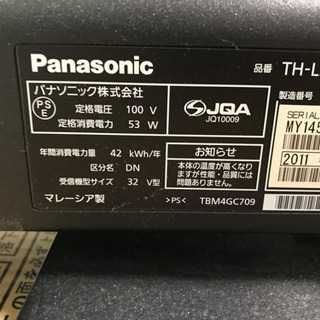 Panasonic
品番 TH-L
パナソニック株式会社
PS
E
定格電圧 100 V
定格消費電力 53 W
JQA
JQ10009
製造番号
SERIAL
MY145
2011
年間消費電力量 42 kWh/年
区分名 DN
受信機型サイズ 32 V型
マレーシア製
お知らせ
本体の温度が高くなり
ますが性能・品質には
問題ありません。
>PS< TBM4GC709